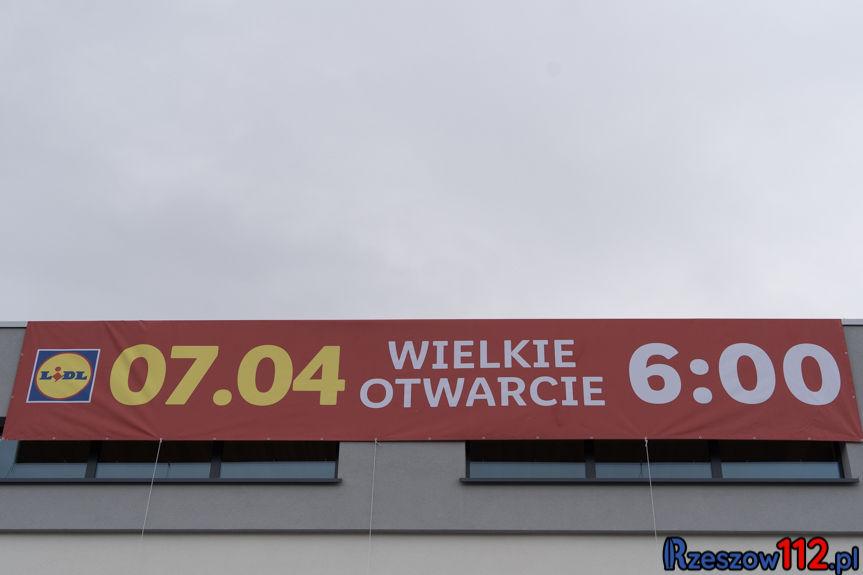 LIDL
07.04
WIELKIE
OTWARCIE
6:00
Rzeszow112.pl